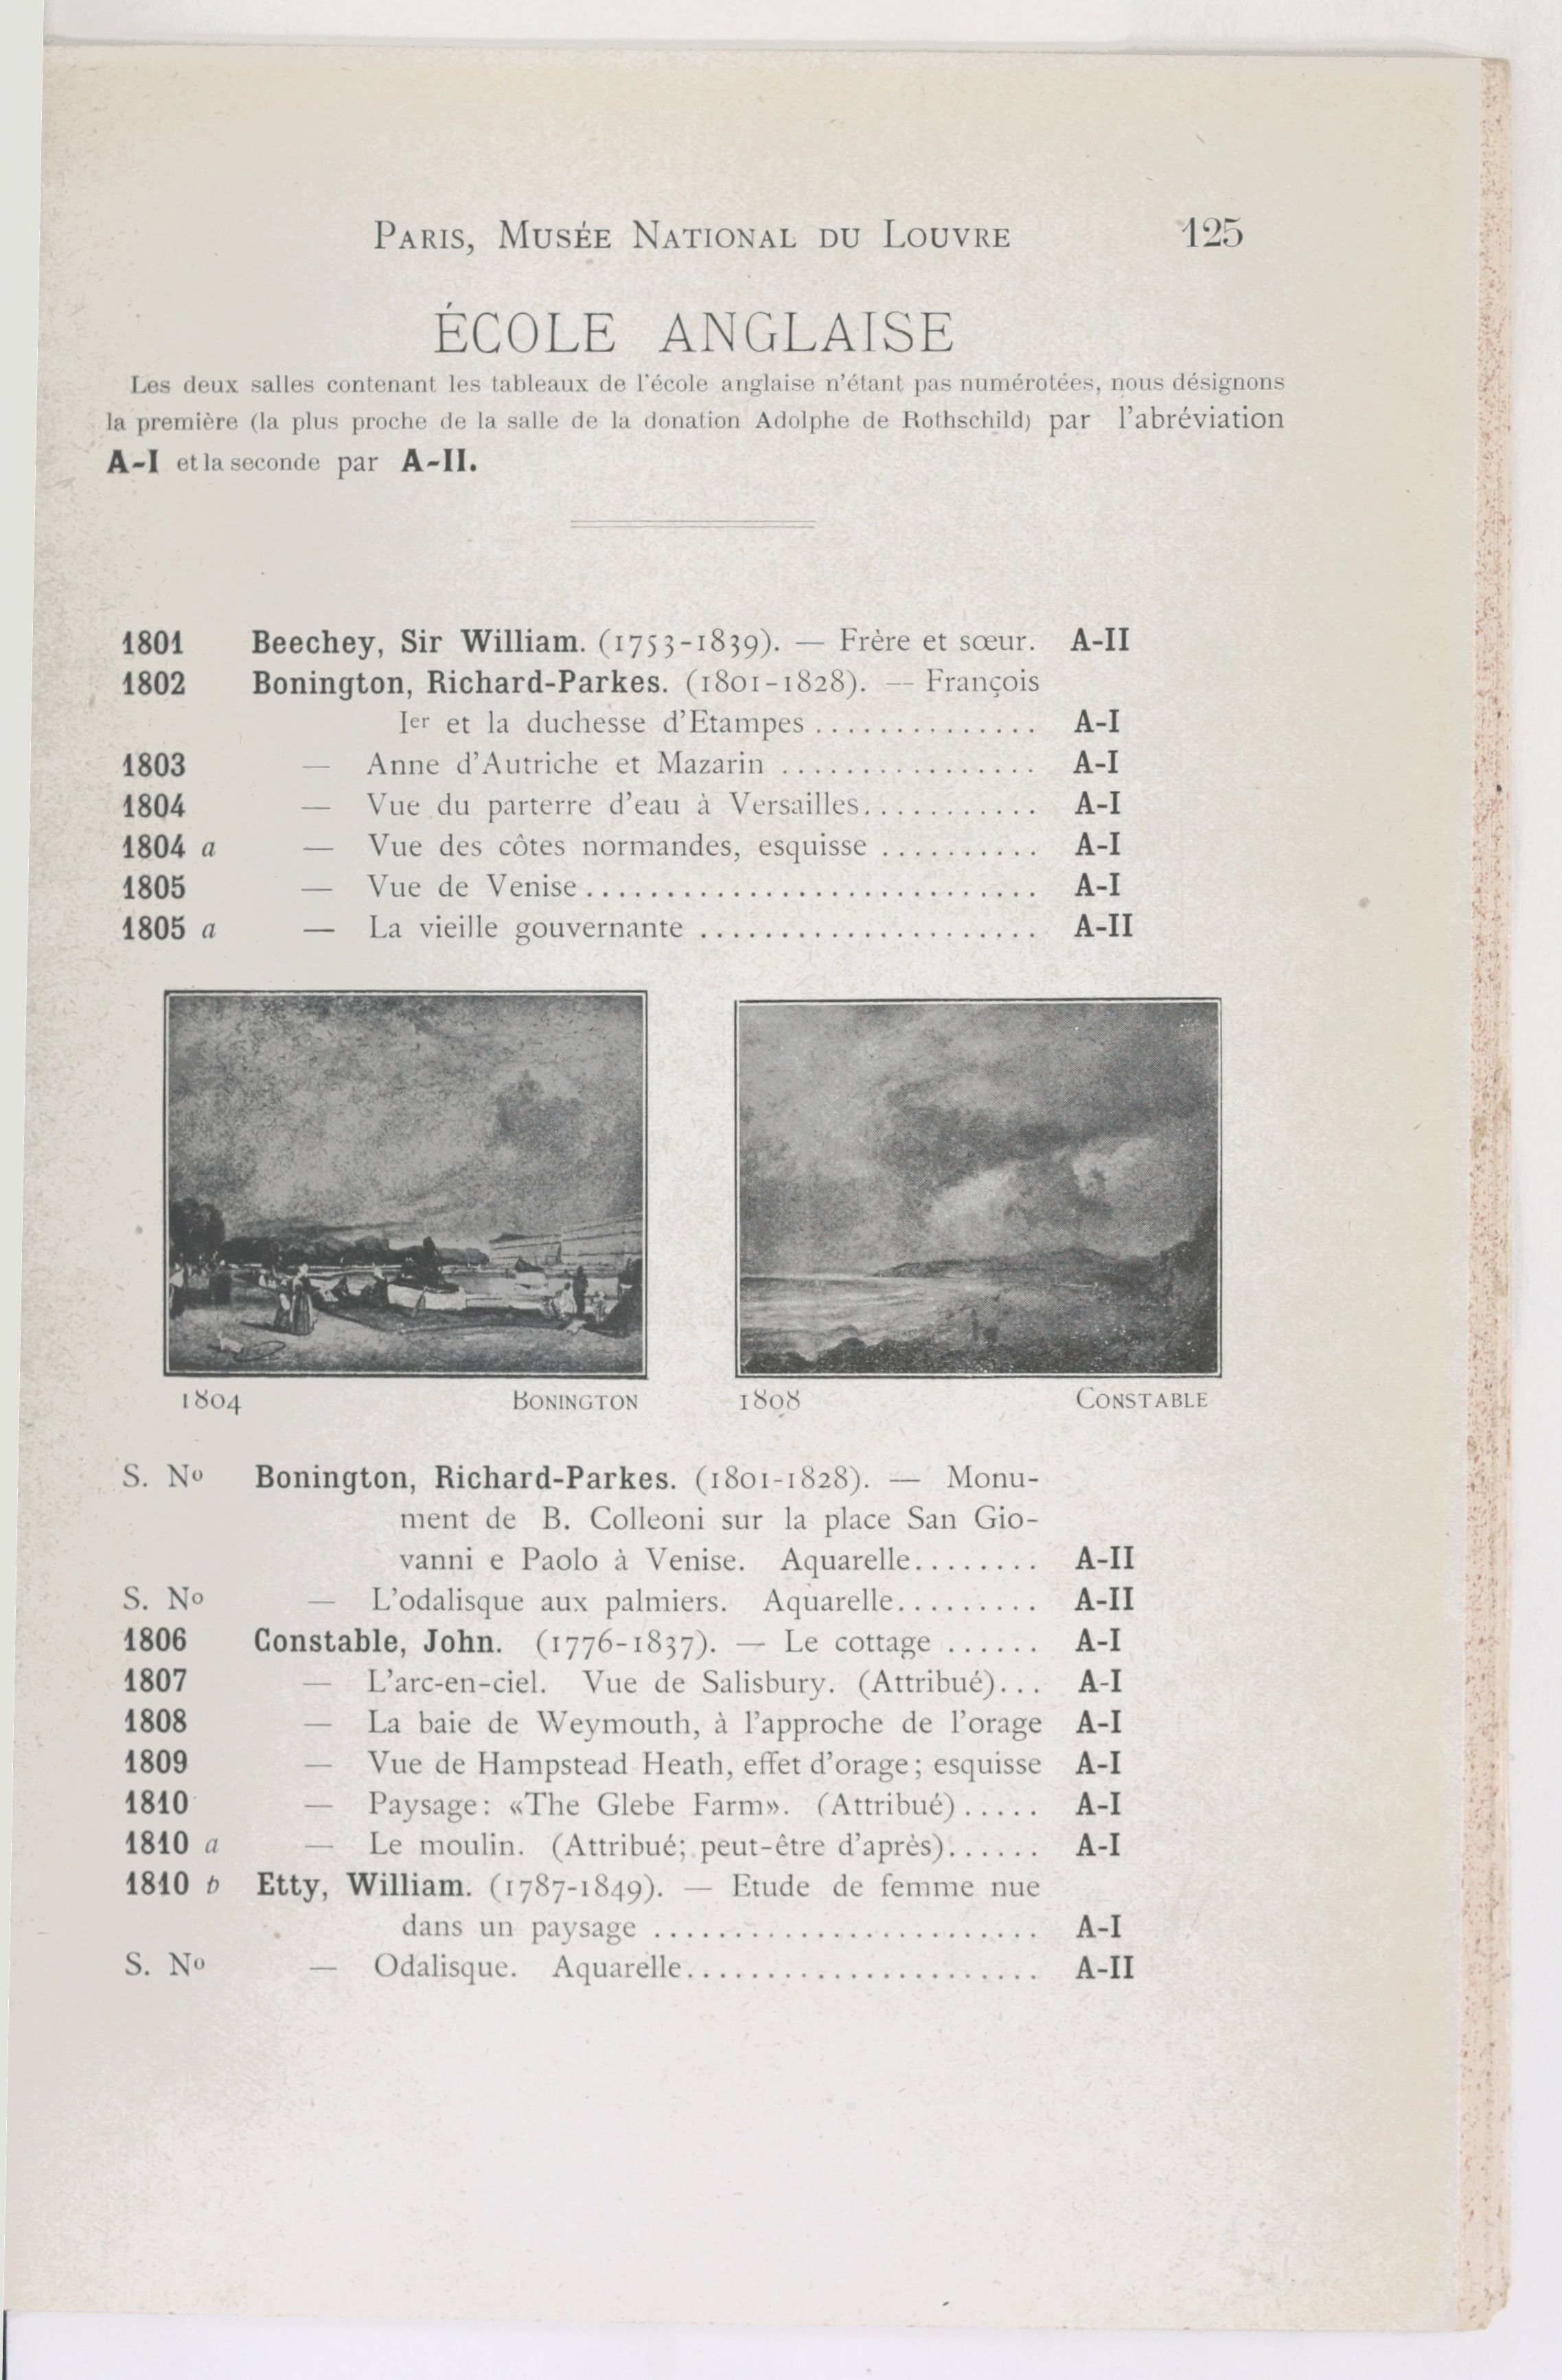 PARIS, MUSÉE NATIONAL DU LOUVRE 125
ÉCOLE ANGLAISE
Les deux salles contenant les tableaux de l'école anglaise n'étant pas numérotées, nous désignons
la première (la plus proche de la salle de la donation Adolphe de Rothschild) par l'abréviation
A-I et la seconde par A-II.
1801 Beechey, Sir William. (1753-1839). — Frère et sœur. A-II
1802 Bonington, Richard-Parkes. (1801-1828). — François
Ier et la duchesse d'Etampes .............. A-I
1803 — Anne d'Autriche et Mazarin ................ A-I
1804 — Vue du parterre d'eau à Versailles........... A-I
1804 a — Vue des côtes normandes, esquisse .......... A-I
1805 — Vue de Venise............................ A-I
1805 a — La vieille gouvernante ..................... A-II
1804 BONINGTON 1808 CONSTABLE
S. No Bonington, Richard-Parkes. (1801-1828). — Monu-
ment de B. Colleoni sur la place San Gio-
vanni e Paolo à Venise. Aquarelle........ A-II
S. No — L'odalisque aux palmiers. Aquarelle......... A-II
1806 Constable, John. (1776-1837). — Le cottage ...... A-I
1807 — L'arc-en-ciel. Vue de Salisbury. (Attribué)... A-I
1808 — La baie de Weymouth, à l'approche de l'orage A-I
1809 — Vue de Hampstead Heath, effet d'orage; esquisse A-I
1810 — Paysage: «The Glebe Farm». (Attribué)..... A-I
1810 a — Le moulin. (Attribué; peut-être d'après)...... A-I
1810 b Etty, William. (1787-1849). — Etude de femme nue
dans un paysage ........................ A-I
S. No — Odalisque. Aquarelle...................... A-II